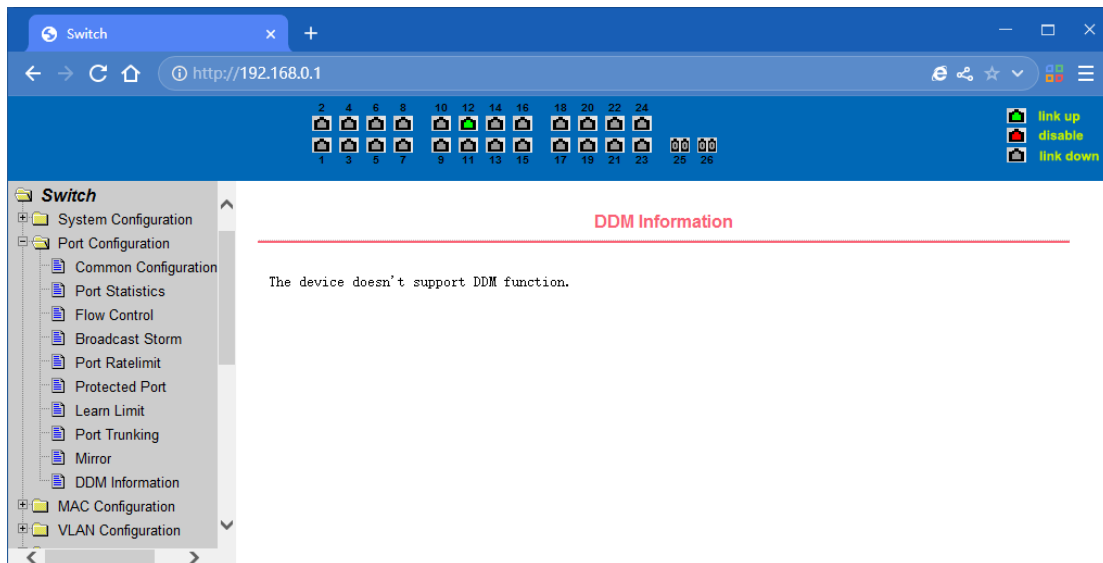 Switch
http://192.168.0.1
2 4 6 8 10 12 14 16 18 20 22 24
1 3 5 7 9 11 13 15 17 19 21 23 25 26
link up
disable
link down
Switch
System Configuration
Port Configuration
Common Configuration
Port Statistics
Flow Control
Broadcast Storm
Port Ratelimit
Protected Port
Learn Limit
Port Trunking
Mirror
DDM Information
MAC Configuration
VLAN Configuration
DDM Information
The device doesn't support DDM function.